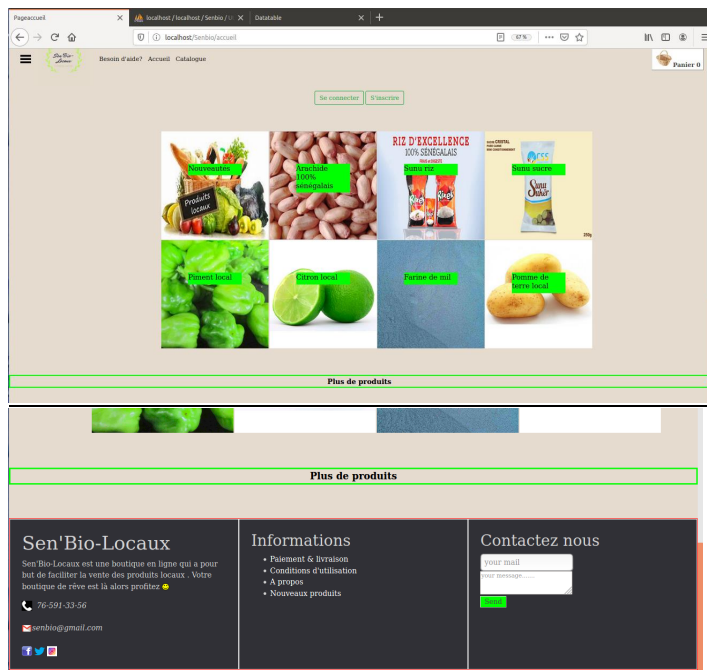 Pageaccueil
localhost / localhost / Senbio /
Datatable
localhost/Senbio/accueil
67 %
Sen'Bio-
Locaux
Besoin d'aide? Accueil Catalogue
Panier 0
Se connecter S'inscrire
Nouveautés
Produits
locaux
Arachide
100%
sénégalais
RIZ D'EXCELLENCE
100% SÉNÉGALAIS
Sunu riz
Sunu sucre
Sunu
Suker
Piment local
Citron local
Farine de mil
Pomme de
terre local
Plus de produits
Plus de produits
Sen'Bio-Locaux
Sen'Bio-Locaux est une boutique en ligne qui a pour
but de faciliter la vente des produits locaux . Votre
boutique de rêve est là alors profitez
76-591-33-56
senbio@gmail.com
Informations
Paiement & livraison
Conditions d'utilisation
A propos
Nouveaux produits
Contactez nous
your mail
your message.......
Send